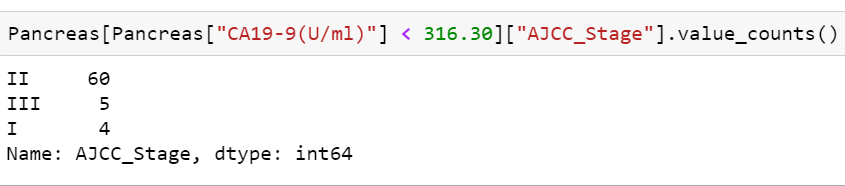 Pancreas[Pancreas["CA19-9(U/ml)"] < 316.30]["AJCC_Stage"].value_counts()
II     60
III     5
I       4
Name: AJCC_Stage, dtype: int64